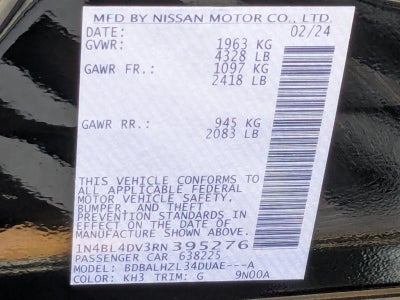 MFD BY NISSAN MOTOR CO., LTD.
DATE: 02/24
GVWR: 1963 KG
4328 LB
GAWR FR.: 1097 KG
2418 LB
GAWR RR.: 945 KG
2083 LB
THIS VEHICLE CONFORMS TO
ALL APPLICABLE FEDERAL
MOTOR VEHICLE SAFETY,
BUMPER, AND THEFT
PREVENTION STANDARDS IN
EFFECT ON THE DATE OF
MANUFACTURE SHOWN ABOVE.
1N4BL4DV3RN395276
PASSENGER CAR 638225
MODEL: BDBALHZL34DUAE---A
COLOR: KH3 TRIM: G 9N00A